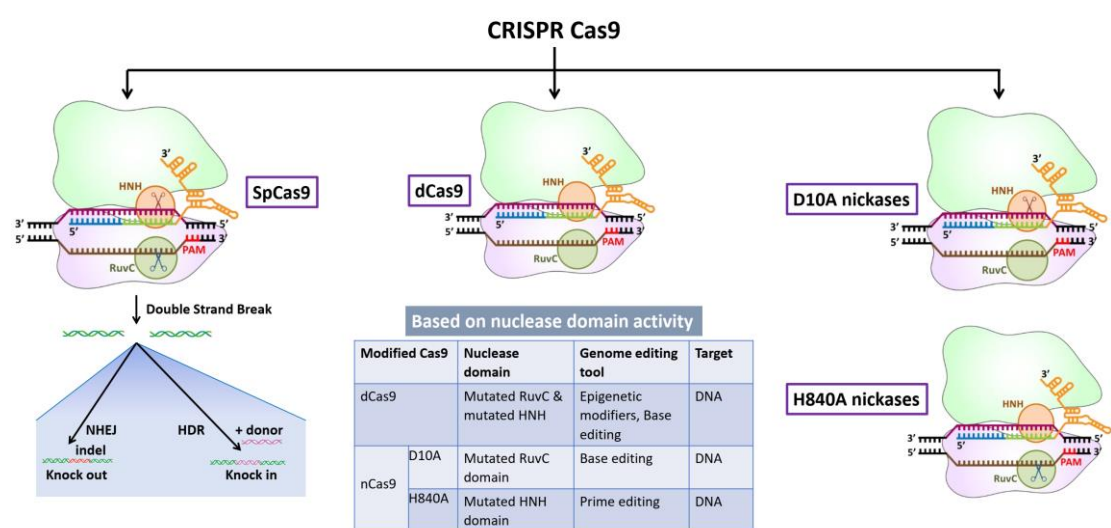 CRISPR Cas9
3’
HNH
SpCas9
3’
5’
5’
5’
3’
PAM
RuvC
Double Strand Break
NHEJ
indel
Knock out
HDR
+ donor
Knock in
3’
HNH
dCas9
3’
5’
5’
5’
3’
PAM
RuvC
Based on nuclease domain activity
Modified Cas9
Nuclease
domain
Genome editing
tool
Target
dCas9
Mutated RuvC &
mutated HNH
Epigenetic
modifiers, Base
editing
DNA
nCas9
D10A
Mutated RuvC
domain
Base editing
DNA
H840A
Mutated HNH
domain
Prime editing
DNA
3’
HNH
D10A nickases
3’
5’
5’
5’
3’
PAM
RuvC
3’
HNH
H840A nickases
3’
5’
5’
5’
3’
PAM
RuvC